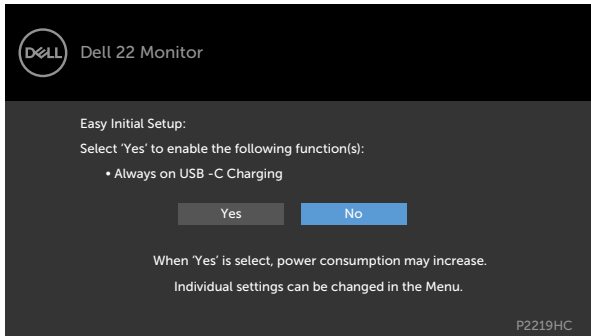 DELL
Dell 22 Monitor
Easy Initial Setup:
Select ‘Yes’ to enable the following function(s):
• Always on USB -C Charging
Yes No
When ‘Yes’ is select, power consumption may increase.
Individual settings can be changed in the Menu.
P2219HC